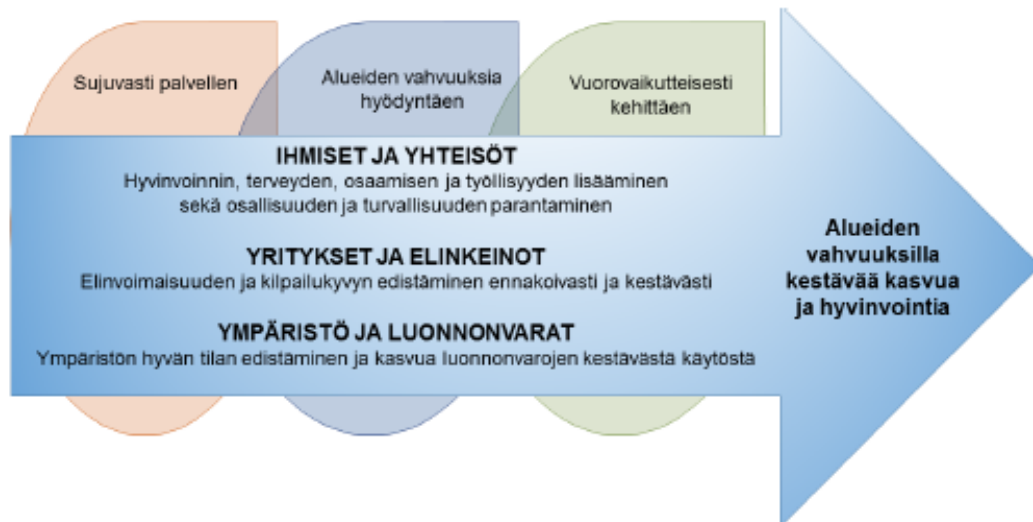 Sujuvasti palvellen
Alueiden vahvuuksia
hyödyntäen
Vuorovaikutteisesti
kehittäen
IHMISET JA YHTEISÖT
Hyvinvoinnin, terveyden, osaamisen ja työllisyyden lisääminen
sekä osallisuuden ja turvallisuuden parantaminen
YRITYKSET JA ELINKEINOT
Elinvoimaisuuden ja kilpailukyvyn edistäminen ennakoivasti ja kestävästi
YMPÄRISTÖ JA LUONNONVARAT
Ympäristön hyvän tilan edistäminen ja kasvua luonnonvarojen kestävästä käytöstä
Alueiden
vahvuuksilla
kestävää kasvua
ja hyvinvointia